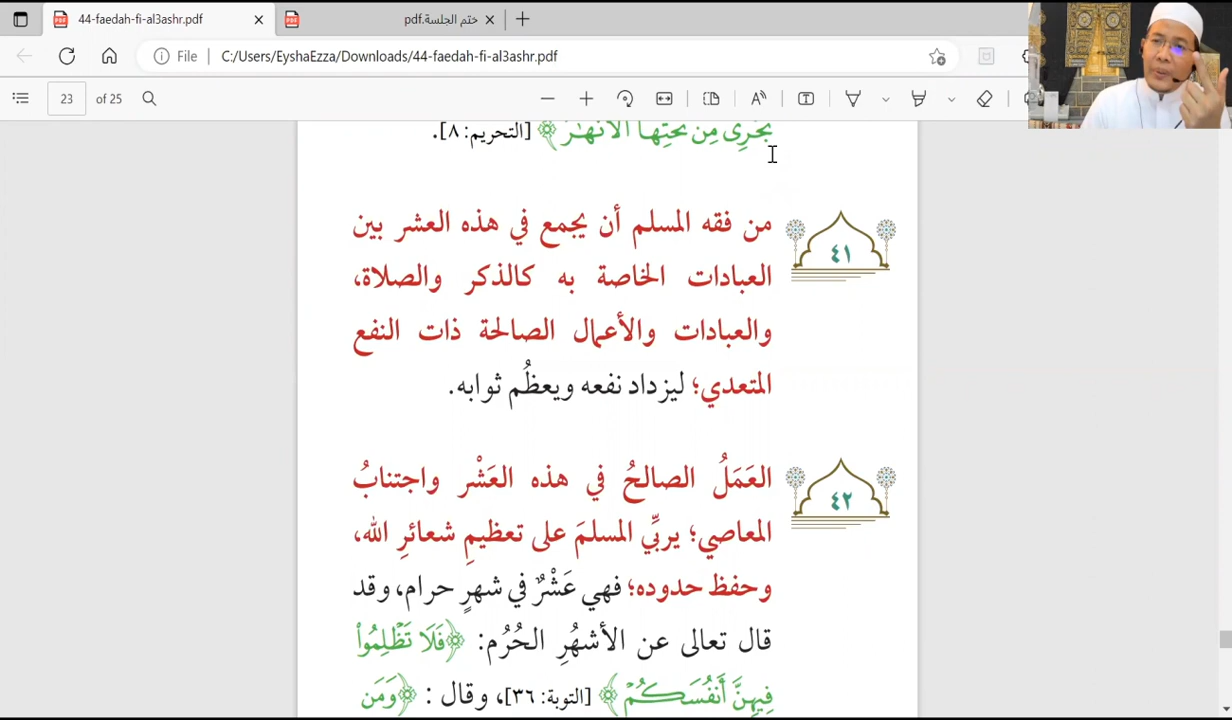 44-faedah-fi-al3ashr.pdf
ختم الجلسة.pdf
File C:/Users/EyshaEzza/Downloads/44-faedah-fi-al3ashr.pdf
23 of 25
تَجْرِى مِن تَحْتِهَا الْأَنْهَٰرُ﴾ [التحريم: ٨].
٤١
من فقه المسلم أن يجمع في هذه العشر بين
العبادات الخاصة به كالذكر والصلاة،
والعبادات والأعمال الصالحة ذات النفع
المتعدي؛ ليزداد نفعه ويعظُم ثوابه.
٤٢
العَمَلُ الصالحُ في هذه العَشْر واجتنابُ
المعاصي؛ يربِّي المسلمَ على تعظيمِ شعائرِ الله،
وحفظ حدوده؛ فهي عَشْرٌ في شهرٍ حرام، وقد
قال تعالى عن الأشهُرِ الحُرُم: ﴿فَلَا تَظْلِمُوا۟
فِيهِنَّ أَنفُسَكُمْ﴾ [التوبة: ٣٦]، وقال: ﴿وَمَن